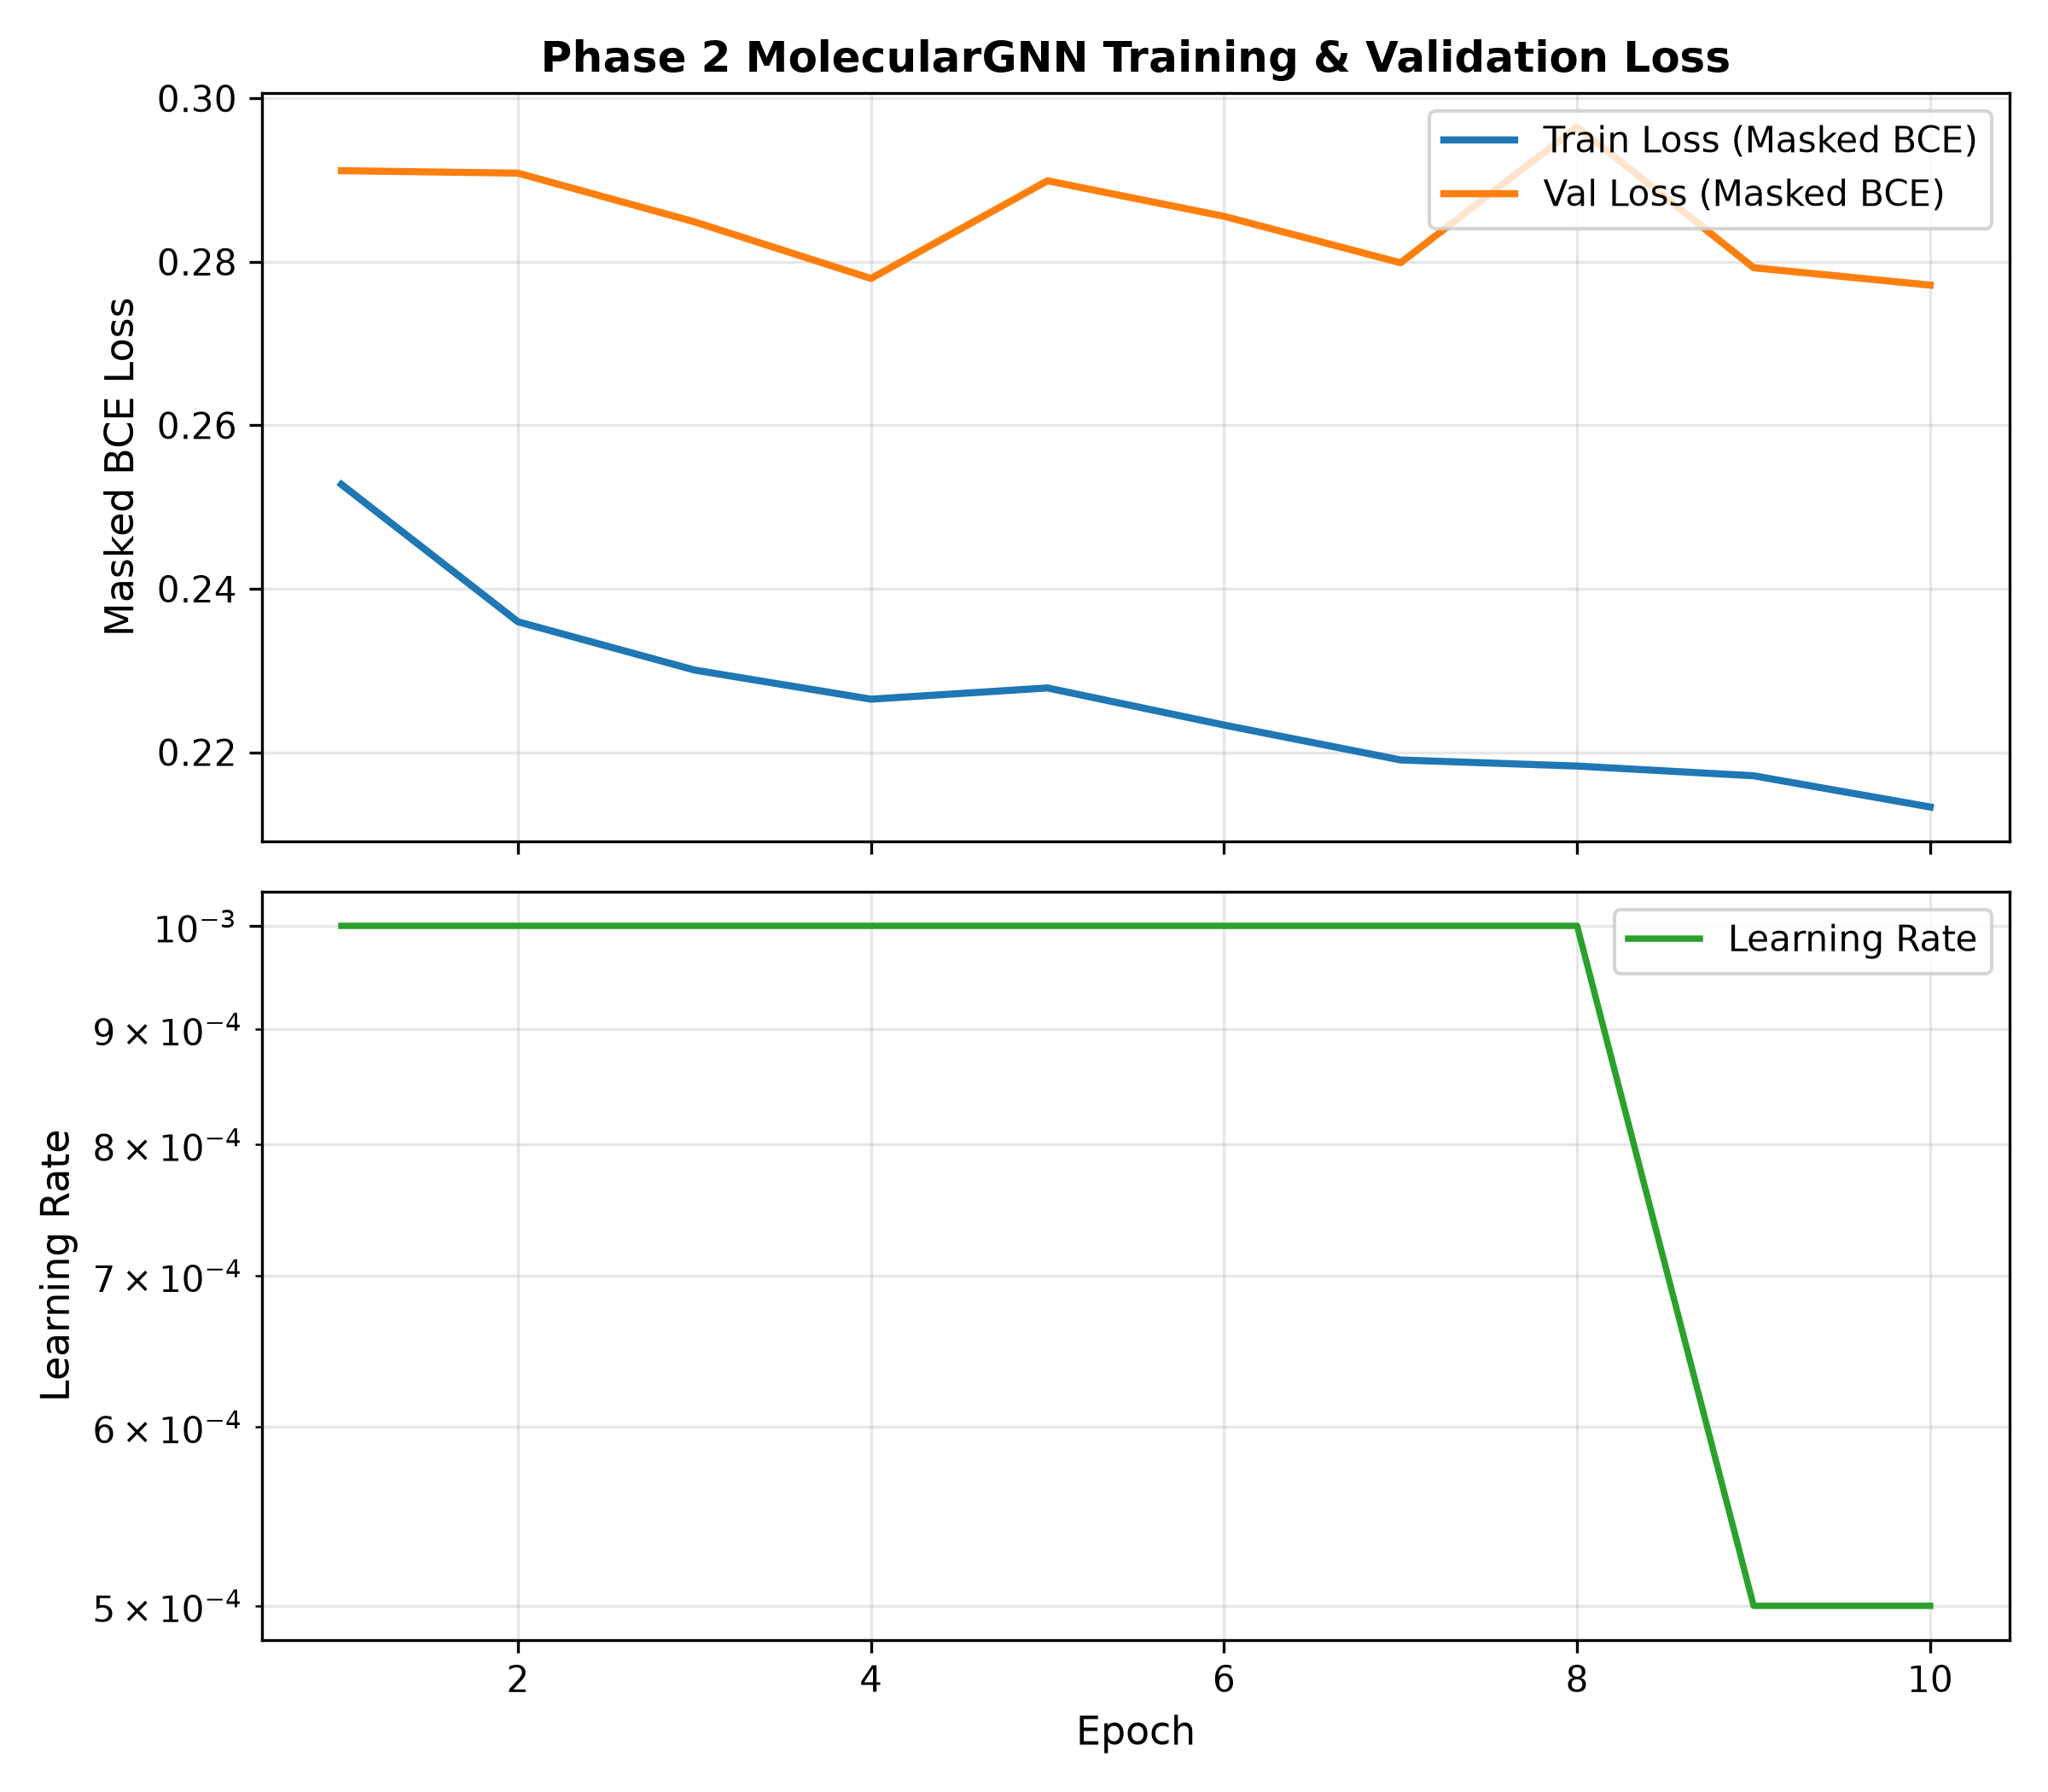 Phase 2 MolecularGNN Training & Validation Loss
Masked BCE Loss
0.30
0.28
0.26
0.24
0.22
Train Loss (Masked BCE)
Val Loss (Masked BCE)
Learning Rate
10⁻³
9 × 10⁻⁴
8 × 10⁻⁴
7 × 10⁻⁴
6 × 10⁻⁴
5 × 10⁻⁴
Learning Rate
2 4 6 8 10
Epoch